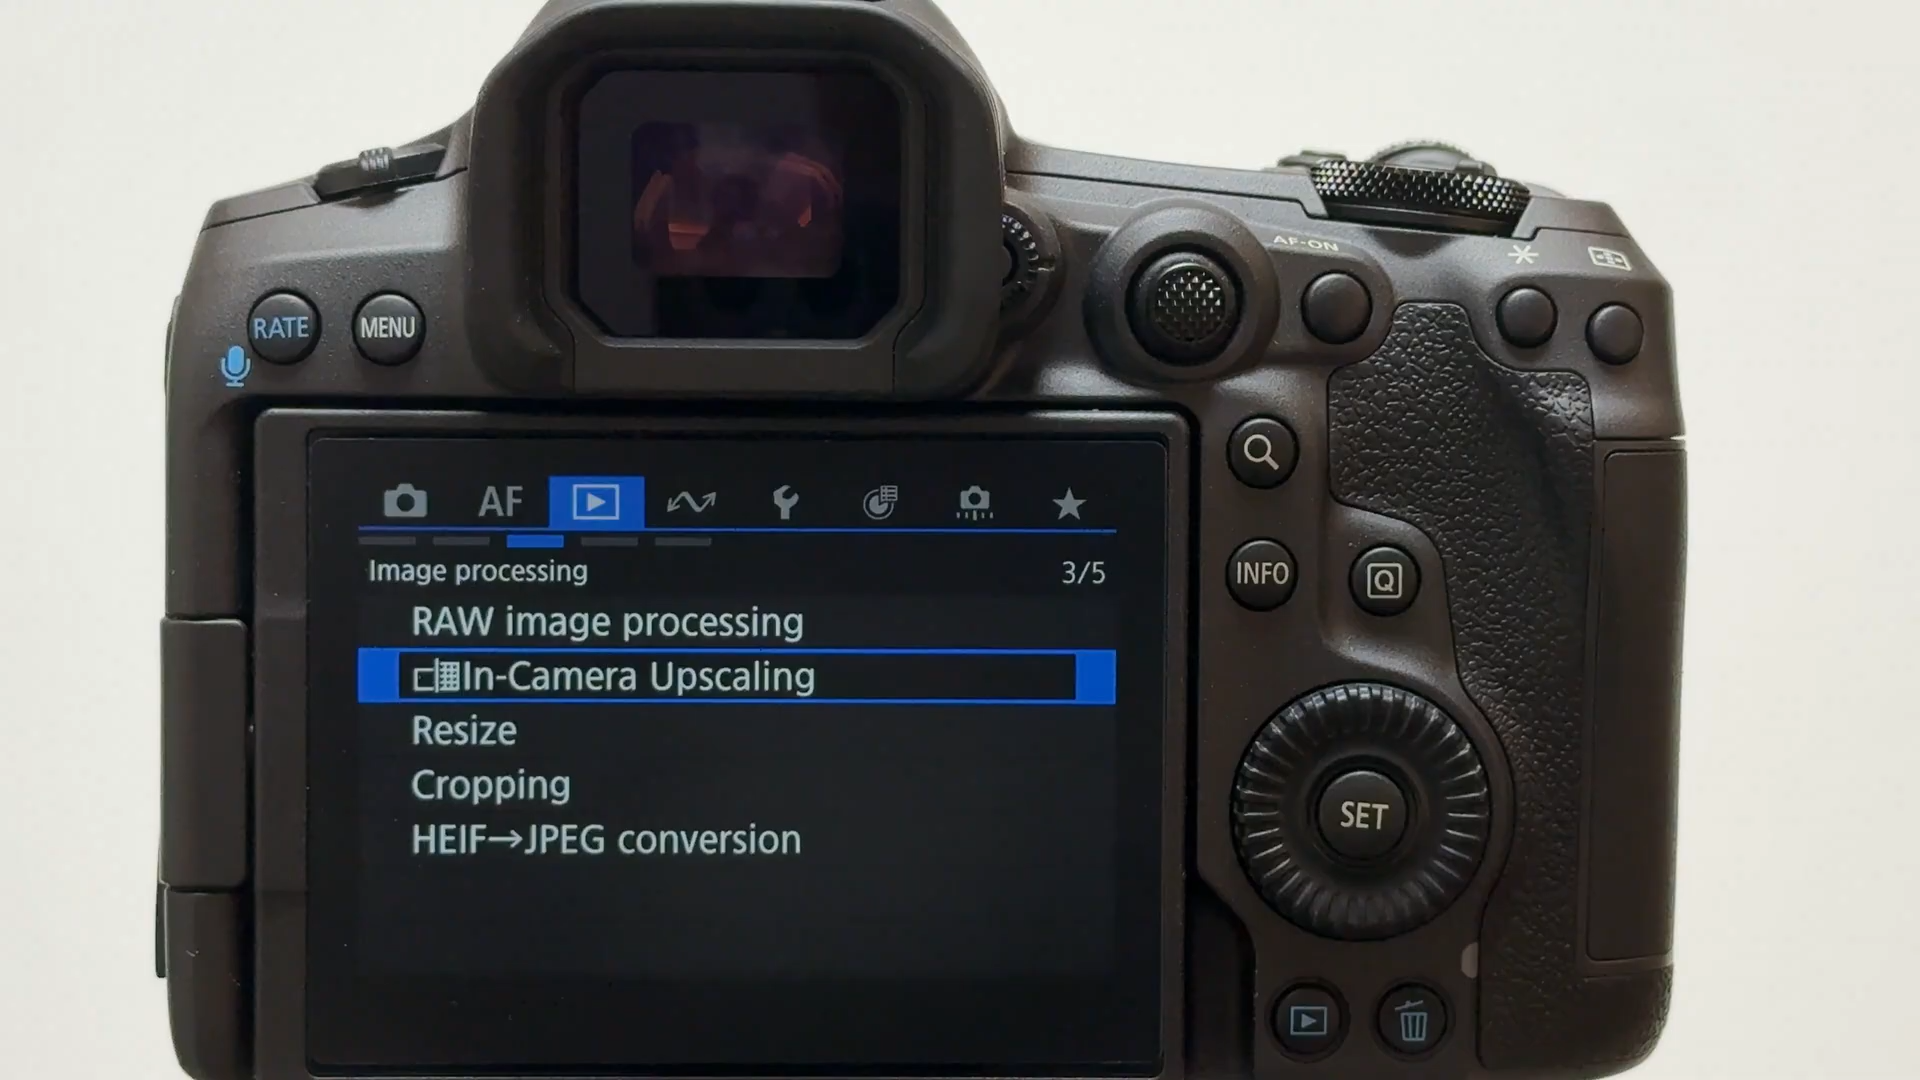 AF-ON
RATE
MENU
AF
Image processing
3/5
RAW image processing
In-Camera Upscaling
Resize
Cropping
HEIF→JPEG conversion
INFO
Q
SET